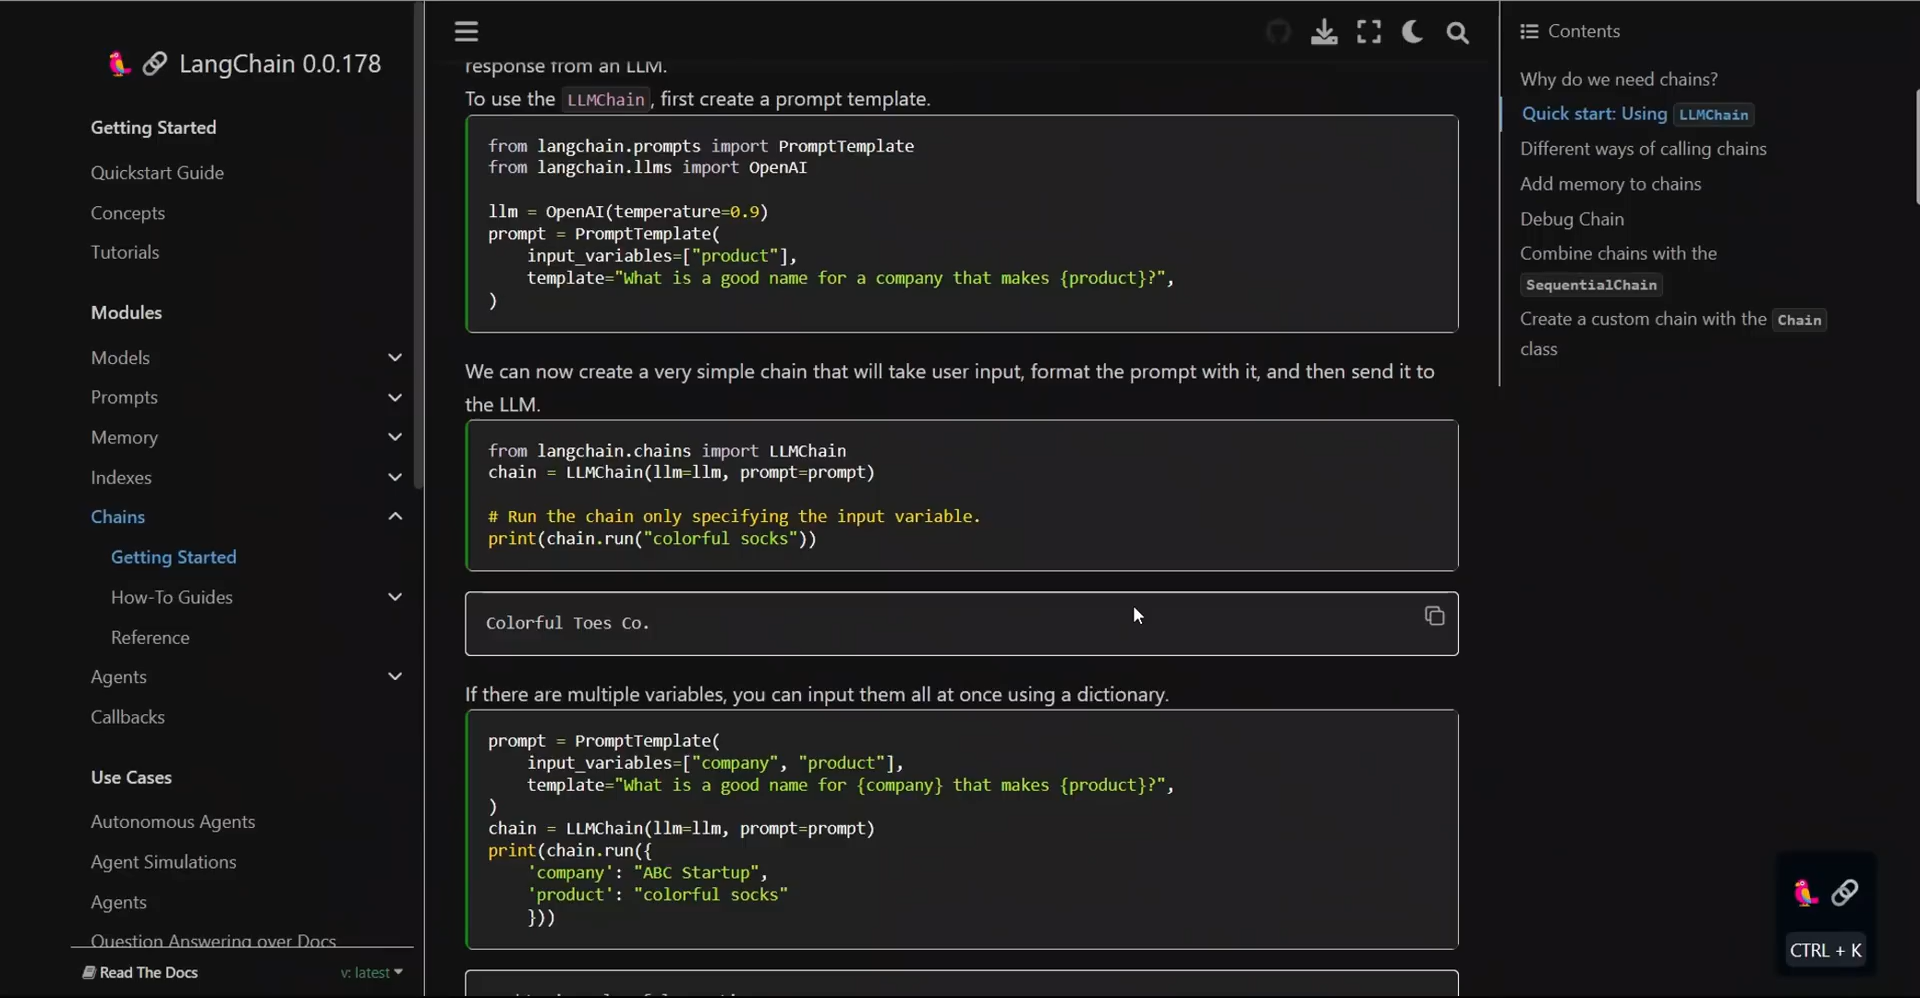 LangChain 0.0.178
Getting Started
Quickstart Guide
Concepts
Tutorials
Modules
Models
Prompts
Memory
Indexes
Chains
Getting Started
How-To Guides
Reference
Agents
Callbacks
Use Cases
Autonomous Agents
Agent Simulations
Agents
Question Answering over Docs
Read The Docs
v: latest
response from an LLM.
To use the LLMChain, first create a prompt template.
from langchain.prompts import PromptTemplate
from langchain.llms import OpenAI
llm = OpenAI(temperature=0.9)
prompt = PromptTemplate(
    input_variables=["product"],
    template="What is a good name for a company that makes {product}?",
)
We can now create a very simple chain that will take user input, format the prompt with it, and then send it to
the LLM.
from langchain.chains import LLMChain
chain = LLMChain(llm=llm, prompt=prompt)
# Run the chain only specifying the input variable.
print(chain.run("colorful socks"))
Colorful Toes Co.
If there are multiple variables, you can input them all at once using a dictionary.
prompt = PromptTemplate(
    input_variables=["company", "product"],
    template="What is a good name for {company} that makes {product}?",
)
chain = LLMChain(llm=llm, prompt=prompt)
print(chain.run({
    'company': "ABC Startup",
    'product': "colorful socks"
    }))
Contents
Why do we need chains?
Quick start: Using LLMChain
Different ways of calling chains
Add memory to chains
Debug Chain
Combine chains with the
SequentialChain
Create a custom chain with the Chain
class
CTRL + K